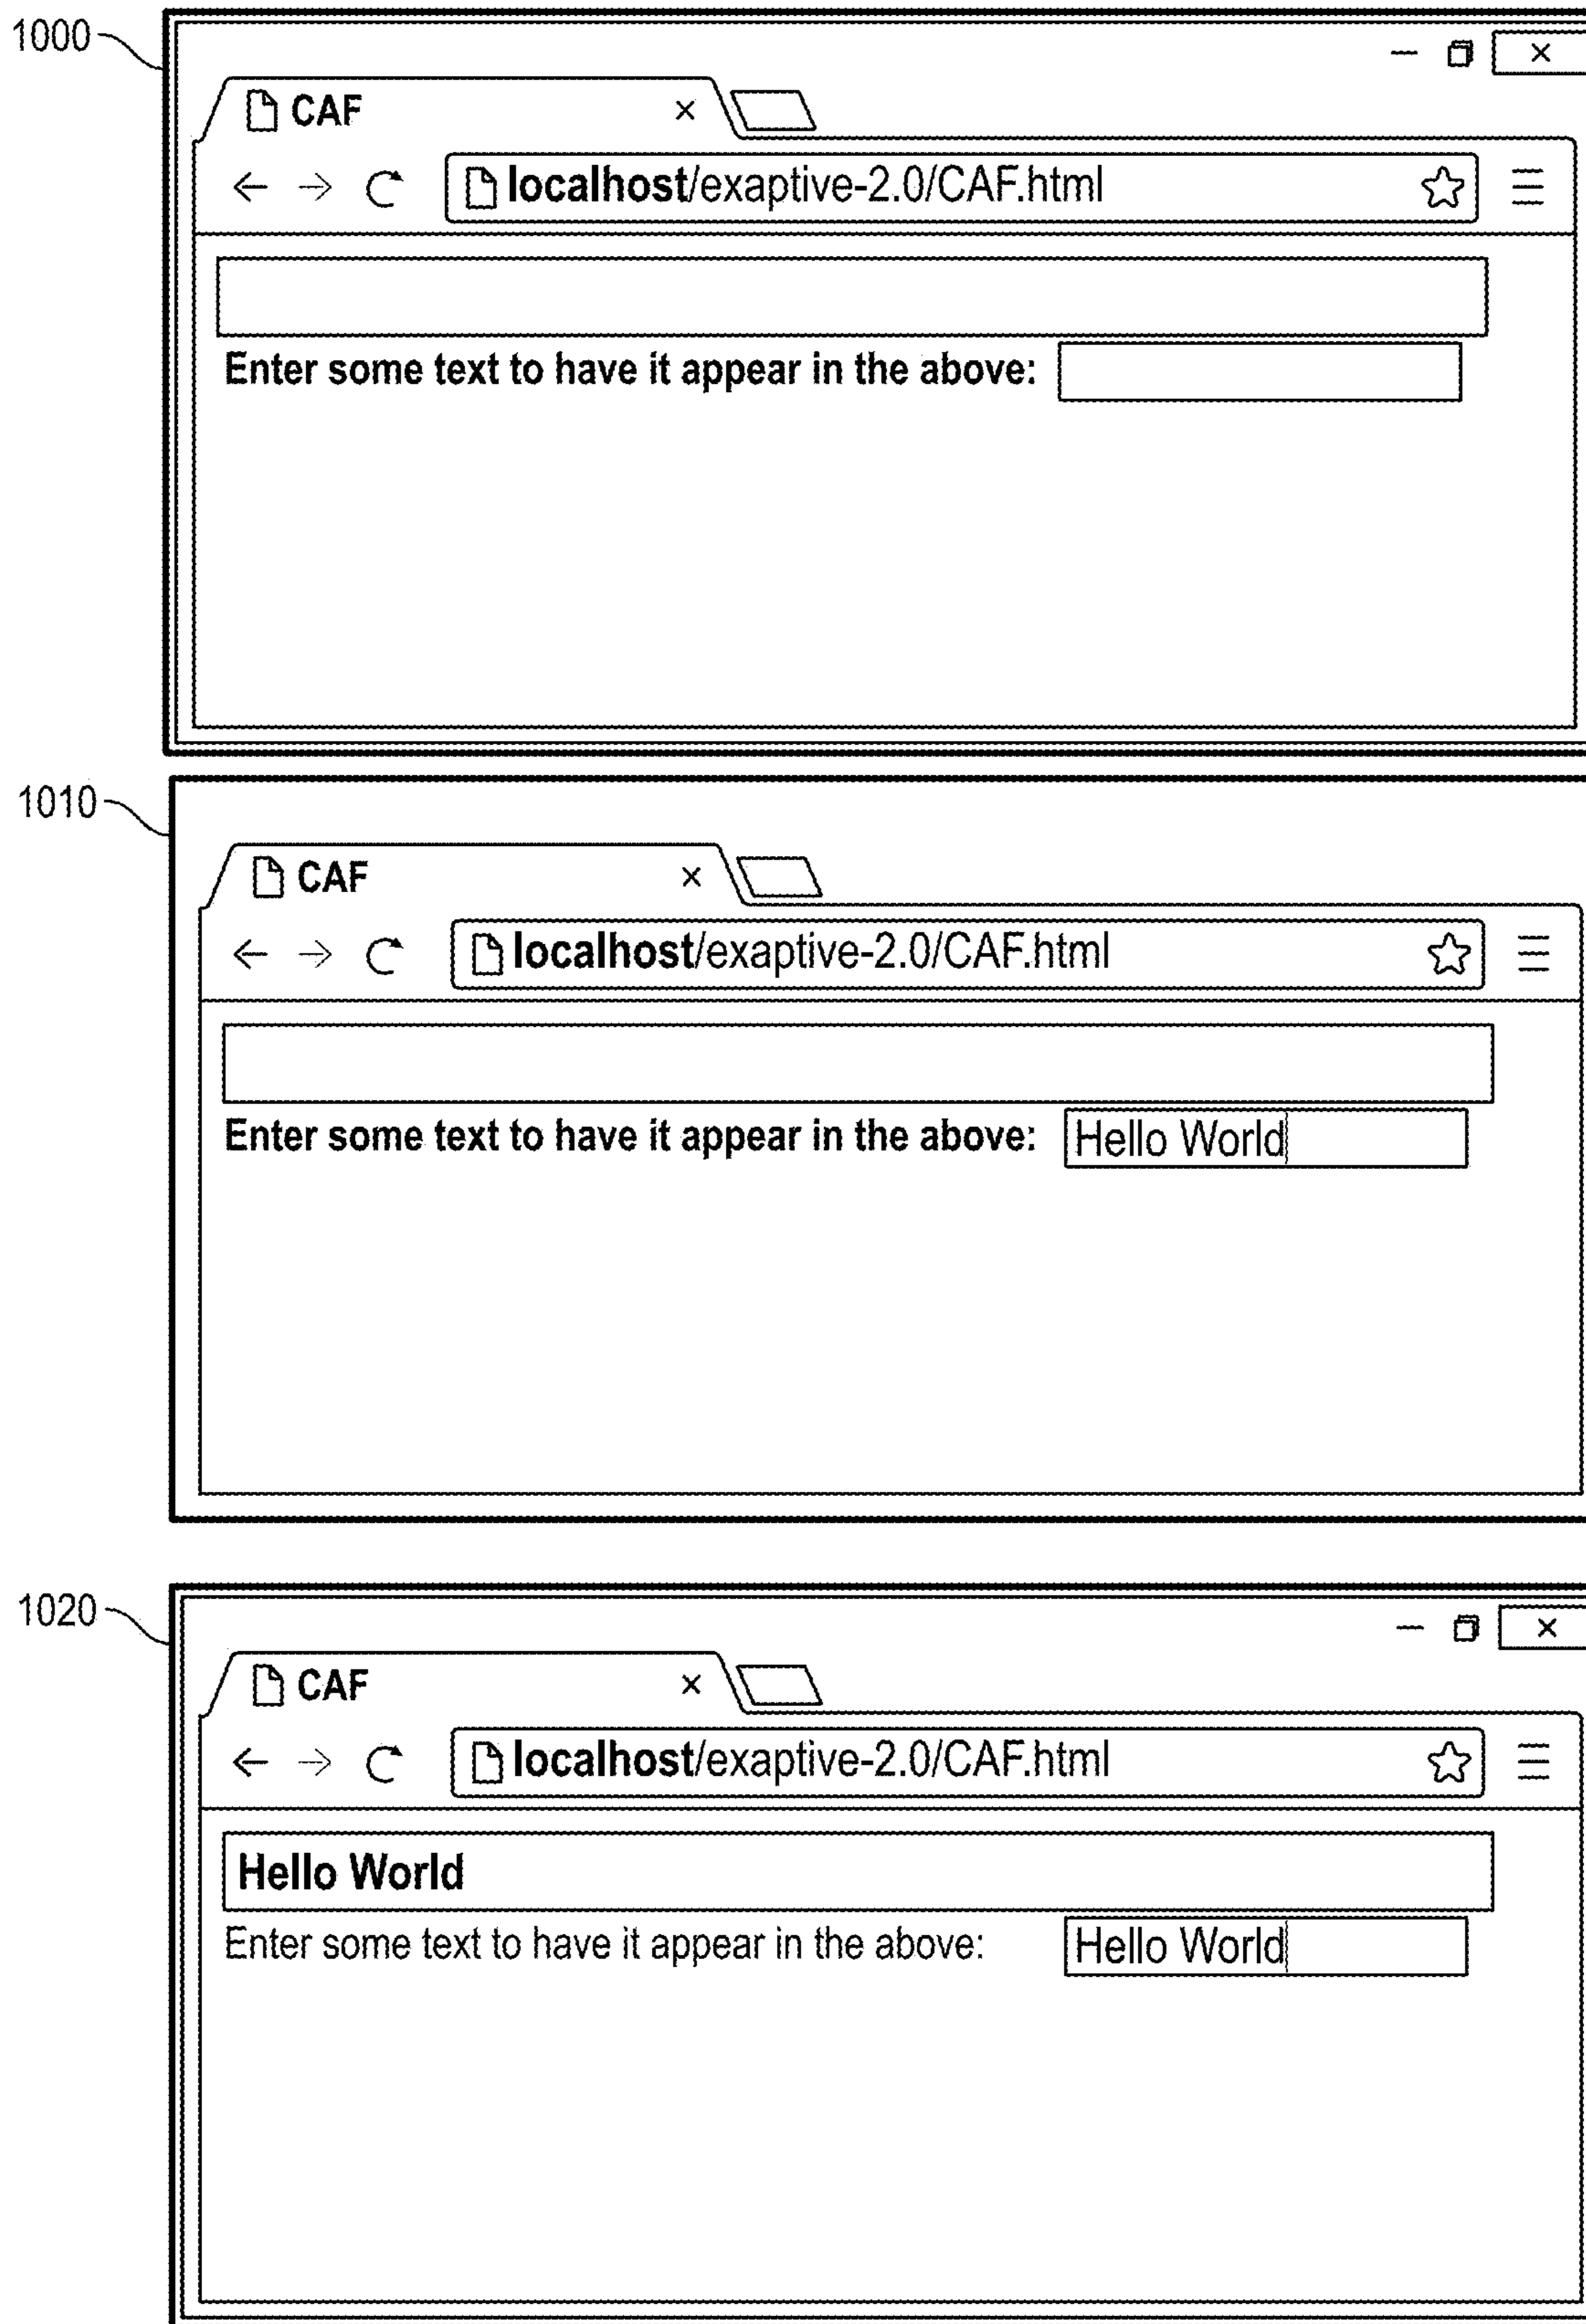 1000
CAF
localhost/exaptive-2.0/CAF.html
Enter some text to have it appear in the above:
1010
CAF
localhost/exaptive-2.0/CAF.html
Enter some text to have it appear in the above: Hello World
1020
CAF
localhost/exaptive-2.0/CAF.html
Hello World
Enter some text to have it appear in the above: Hello World